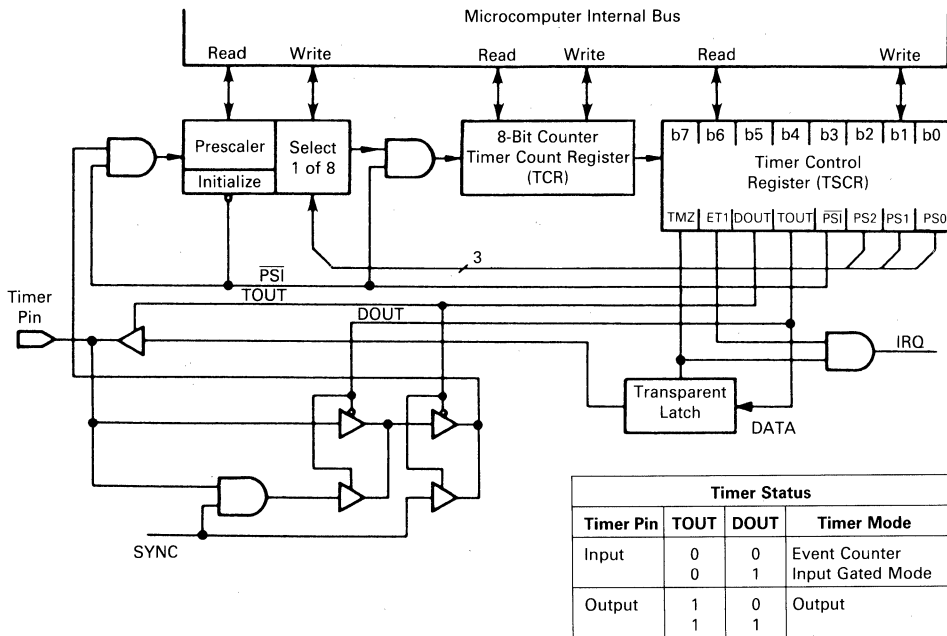 Microcomputer Internal Bus
Read Write Read Write Read Write
Prescaler
Initialize
Select
1 of 8
8-Bit Counter
Timer Count Register
(TCR)
b7 b6 b5 b4 b3 b2 b1 b0
Timer Control
Register (TSCR)
TMZ ET1 DOUT TOUT PSI PS2 PS1 PS0
3
PSI
TOUT
DOUT
Timer
Pin
IRQ
Transparent
Latch
DATA
SYNC
Timer Status
Timer Pin TOUT DOUT Timer Mode
Input 0 0 Event Counter
0 1 Input Gated Mode
Output 1 0 Output
1 1